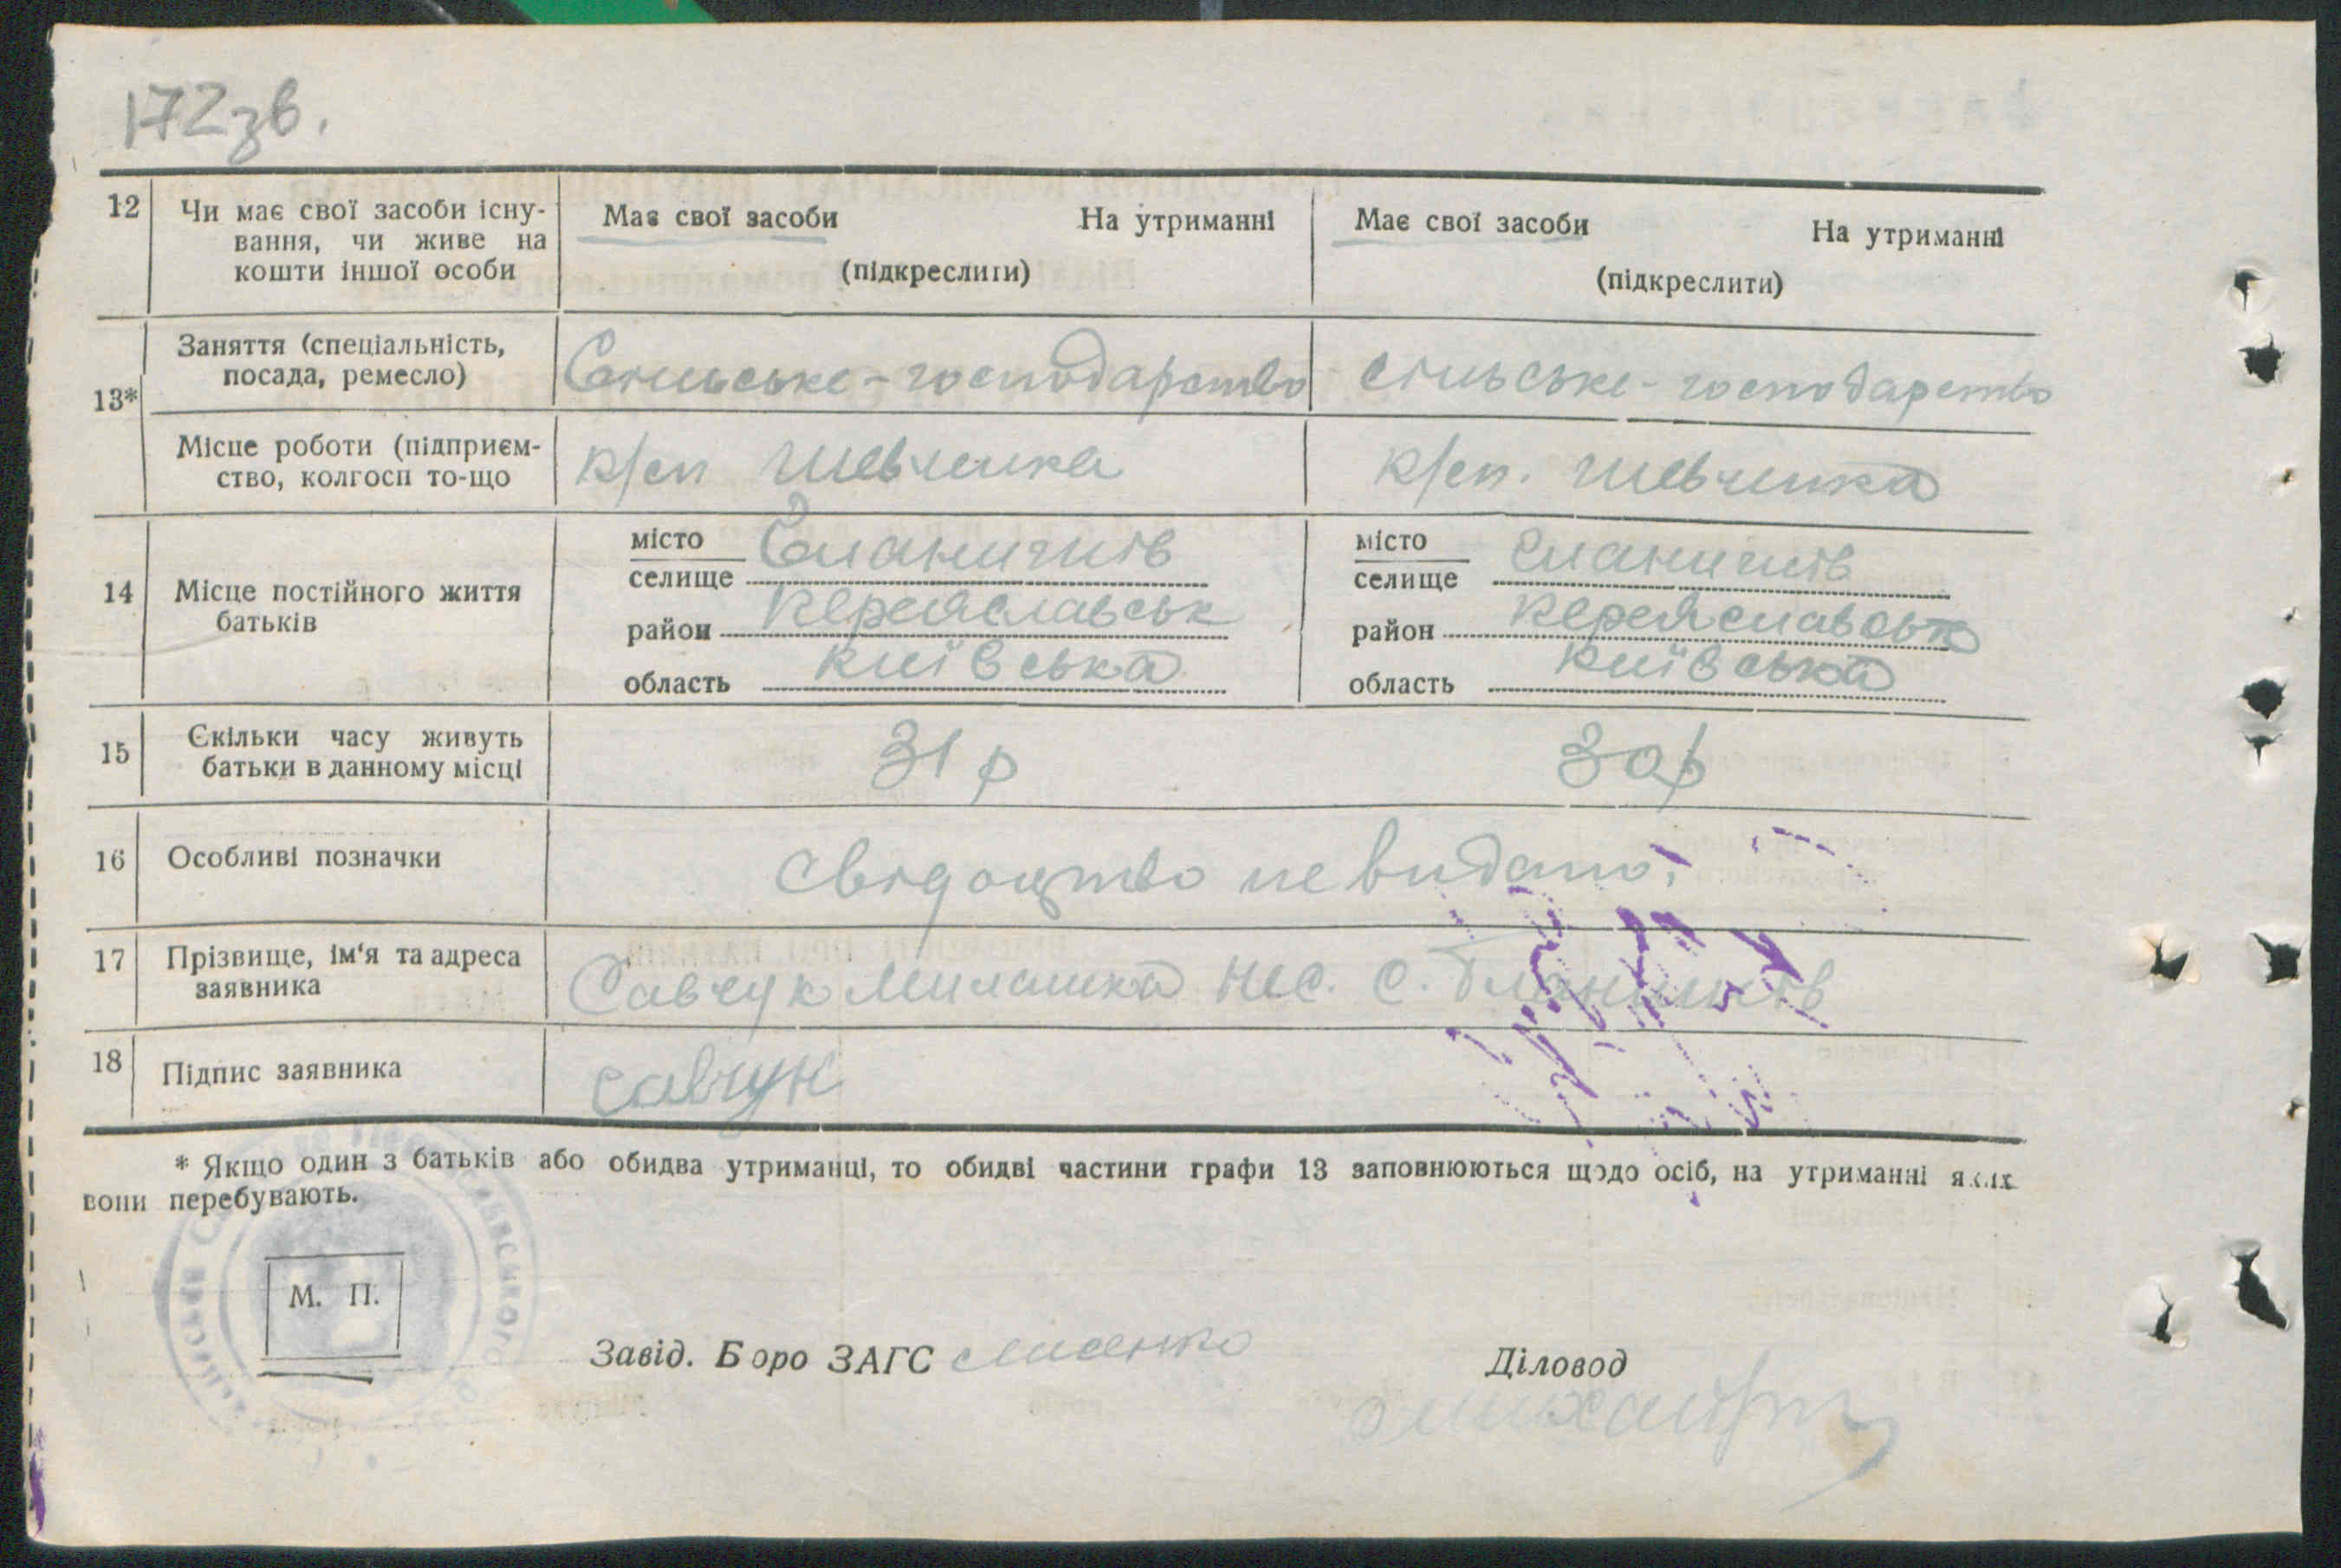 172зв.
12 Чи має свої засоби існу- Має свої засоби На утриманні Має свої засоби На утриманні
вання, чи живе на
кошти іншої особи (підкреслити) (підкреслити)
Заняття (спеціальність, Сільське-господарство сільське-господарство
посада, ремесло)
13*
Місце роботи (підприєм- к/сп Шевченка к/сп. Шевченка
ство, колгосп то-що
місто місто
селище селище
14 Місце постійного життя район Переяславськ район Переяславськ
батьків
область київська область київська
15 Скільки часу живуть 31 р 30 р
батьки в данному місці
16 Особливі позначки свідоцтво не видано.
17 Прізвище, ім'я та адреса Савчук Милашка с.
заявника
18 Підпис заявника Савчук
* Якщо один з батьків або обидва утриманці, то обидві частини графи 13 заповнюються щодо осіб, на утриманні яких
вони перебувають.
М. П.
Завід. Бюро ЗАГС Діловод